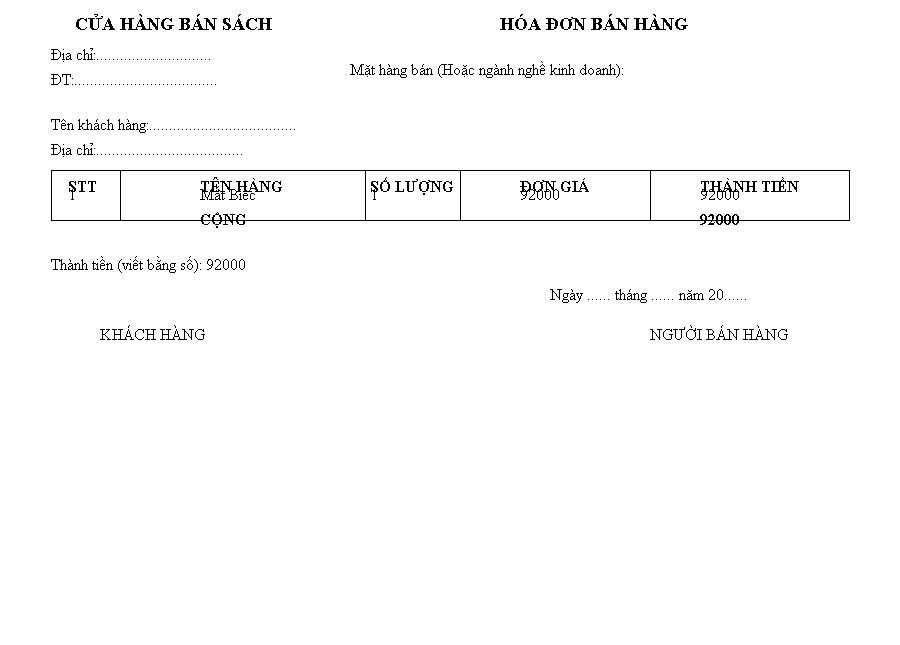 CỬA HÀNG BÁN SÁCH
HÓA ĐƠN BÁN HÀNG
Địa chỉ:.............................
ĐT:....................................
Mặt hàng bán (Hoặc ngành nghề kinh doanh):
Tên khách hàng:.....................................
Địa chỉ:.....................................
STT TÊN HÀNG SỐ LƯỢNG ĐƠN GIÁ THÀNH TIỀN
1 Mắt Biếc 1 92000 92000
CỘNG 92000
Thành tiền (viết bằng số): 92000
Ngày ...... tháng ...... năm 20......
KHÁCH HÀNG NGƯỜI BÁN HÀNG